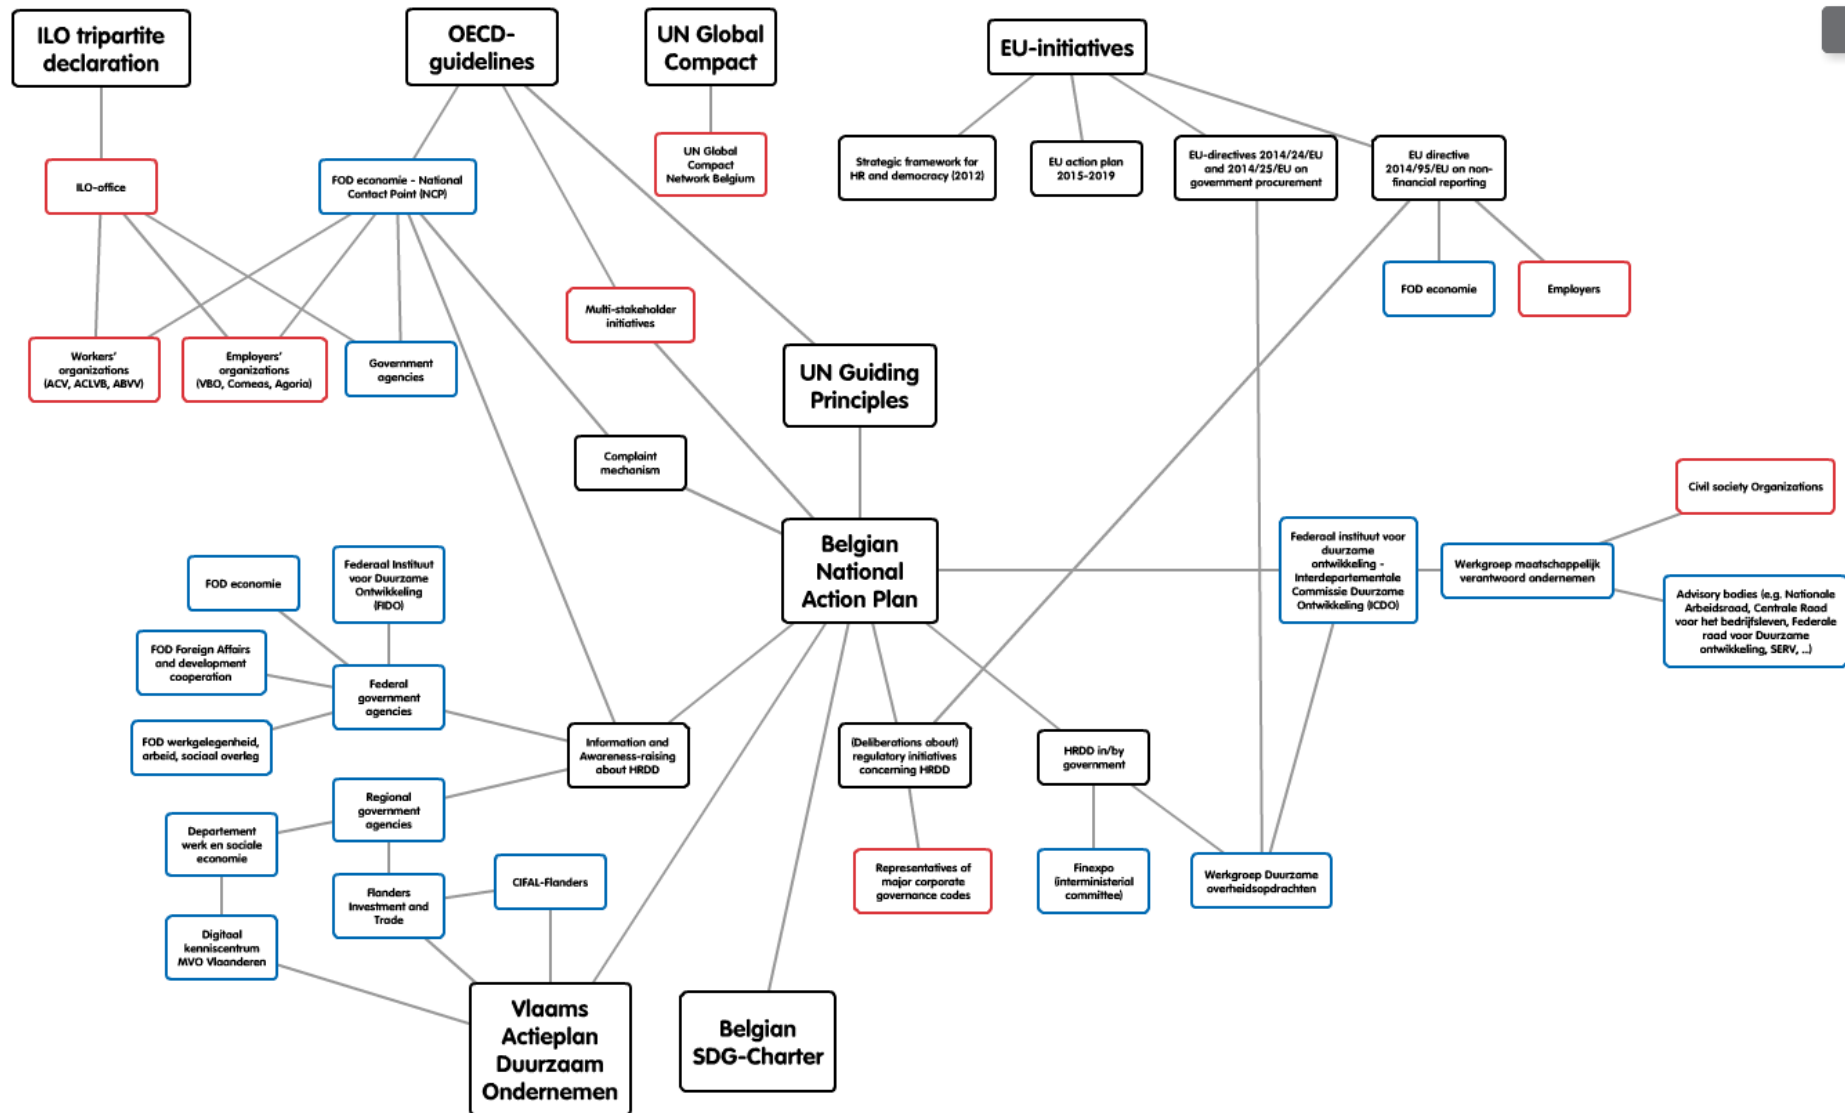 ILO tripartite
declaration
OECD-
guidelines
UN Global
Compact
EU-initiatives
ILO-office
FOD economie - National
Contact Point (NCP)
UN Global
Compact
Network Belgium
Strategic framework for
HR and democracy (2012)
EU action plan
2015-2019
EU-directives 2014/24/EU
and 2014/25/EU on
government procurement
EU directive
2014/95/EU on non-
financial reporting
FOD economie
Employers
Multi-stakeholder
initiatives
Workers'
organizations
(ACV, ACLVB, ABVV)
Employers'
organizations
(VBO, Comeas, Agoria)
Government
agencies
UN Guiding
Principles
Complaint
mechanism
Civil society Organizations
Belgian
National
Action Plan
Federaal instituut voor
duurzame
ontwikkeling -
Interdepartementale
Commissie Duurzame
Ontwikkeling (ICDO)
Werkgroep maatschappelijk
verantwoord ondernemen
Advisory bodies (e.g. Nationale
Arbeidsraad, Centrale Raad
voor het bedrijfsleven, Federale
raad voor Duurzame
ontwikkeling, SERV, ..)
FOD economie
Federaal Instituut
voor Duurzame
Ontwikkeling
(FIDO)
FOD Foreign Affairs
and development
cooperation
Federal
government
agencies
FOD werkgelegenheid,
arbeid, sociaal overleg
Information and
Awareness-raising
about HRDD
(Deliberations about)
regulatory initiatives
concerning HRDD
HRDD in/by
government
Regional
government
agencies
Departement
werk en sociale
economie
Flanders
Investment and
Trade
CIFAL-Flanders
Representatives of
major corporate
governance codes
Finexpo
(interministerial
committee)
Werkgroep Duurzame
overheidsopdrachten
Digitaal
kenniscentrum
MVO Vlaanderen
Vlaams
Actieplan
Duurzaam
Ondernemen
Belgian
SDG-Charter